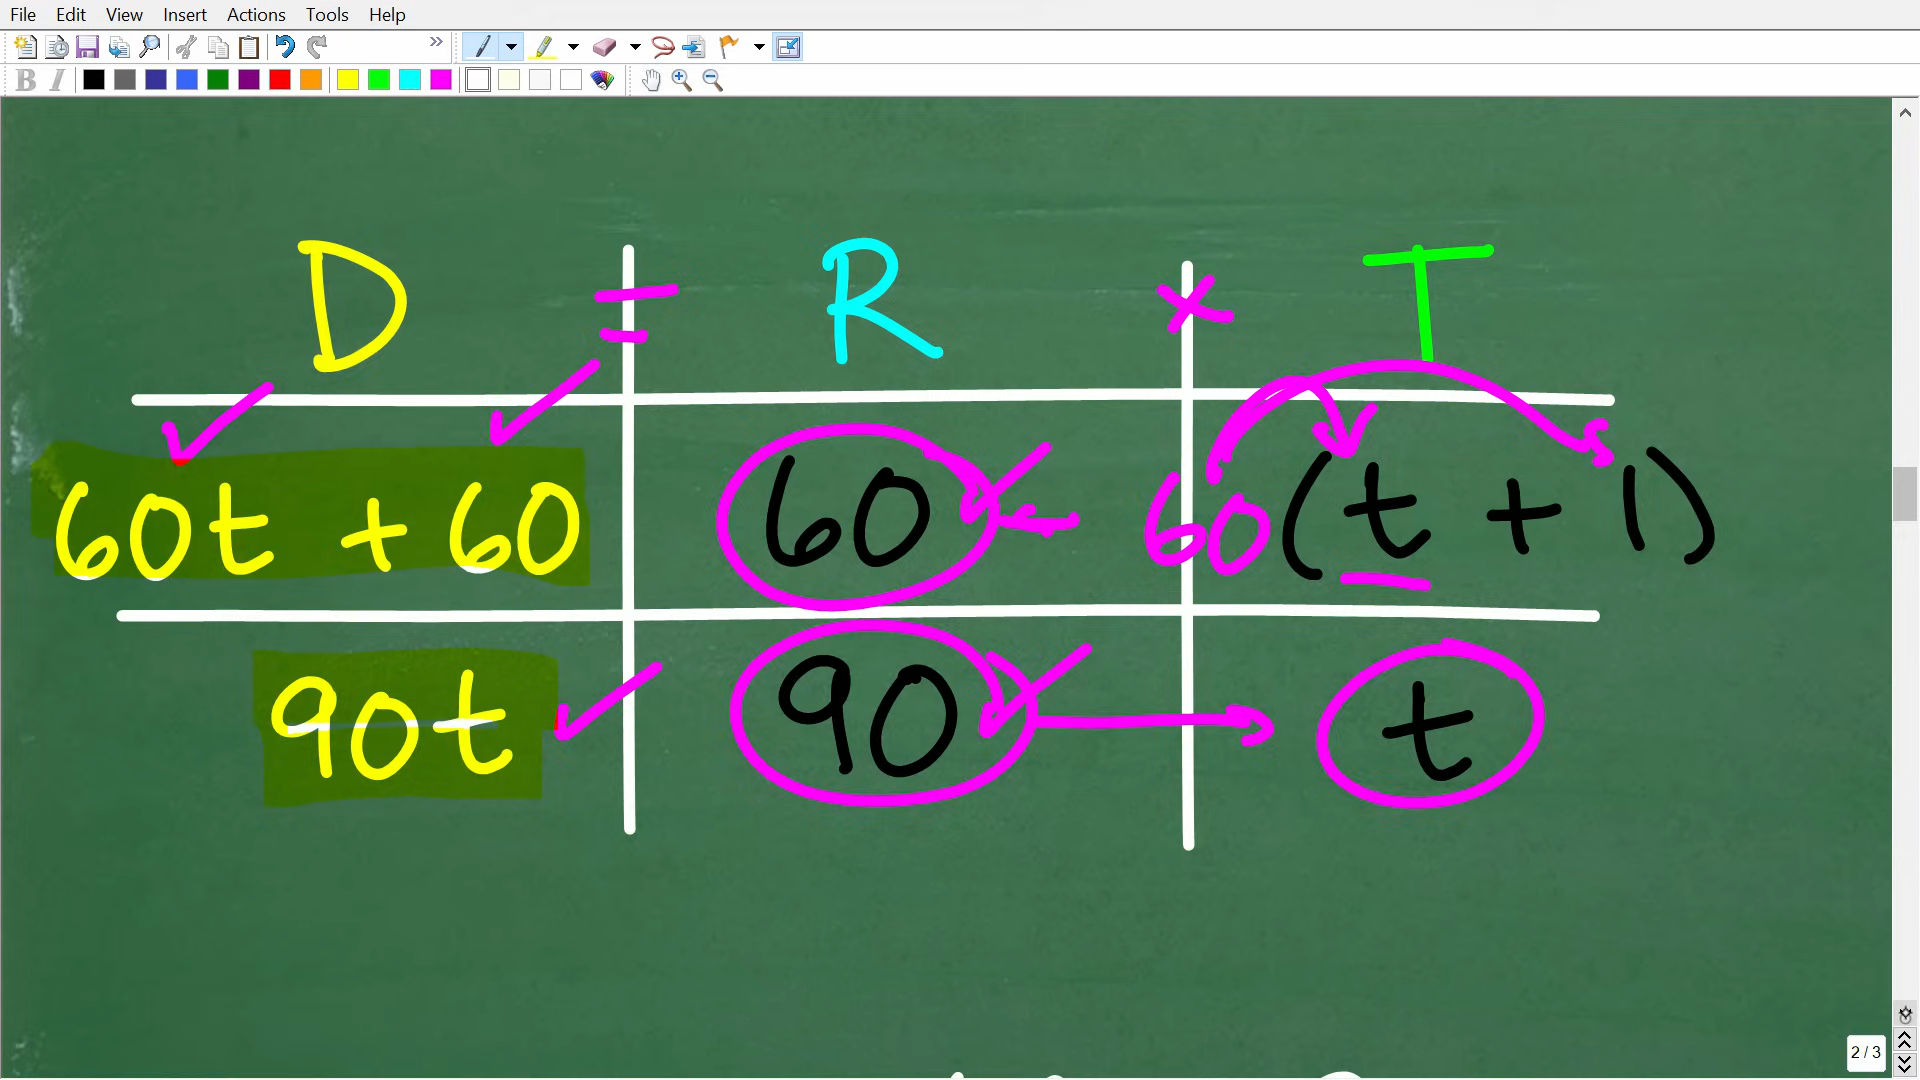 File Edit View Insert Actions Tools Help
B I
D = R × T
60t + 60 60 60(t + 1)
90t 90 t
2 / 3